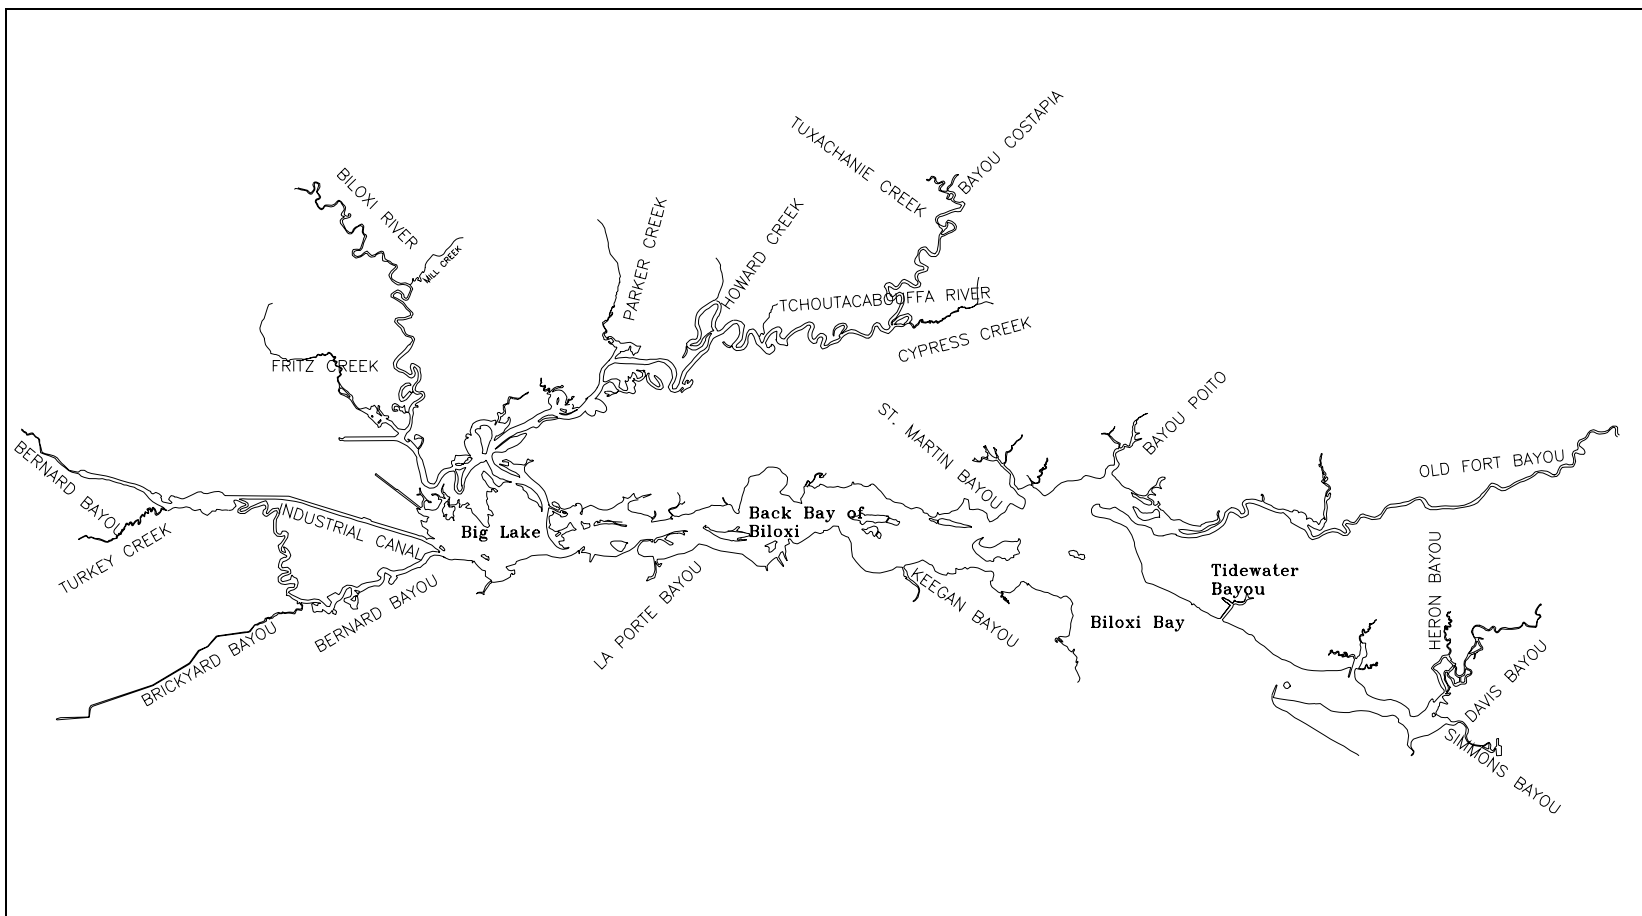 TUXACHANIE CREEK
BAYOU COSTAPIA
BILOXI RIVER
MILL CREEK
PARKER CREEK
HOWARD CREEK
TCHOUTACABOUFFA RIVER
CYPRESS CREEK
FRITZ CREEK
ST. MARTIN BAYOU
BAYOU POITO
OLD FORT BAYOU
BERNARD BAYOU
TURKEY CREEK
INDUSTRIAL CANAL
Big Lake
Back Bay of
Biloxi
BERNARD BAYOU
BRICKYARD BAYOU
LA PORTE BAYOU
KEEGAN BAYOU
Tidewater
Bayou
Biloxi Bay
HERON BAYOU
DAVIS BAYOU
SIMMONS BAYOU